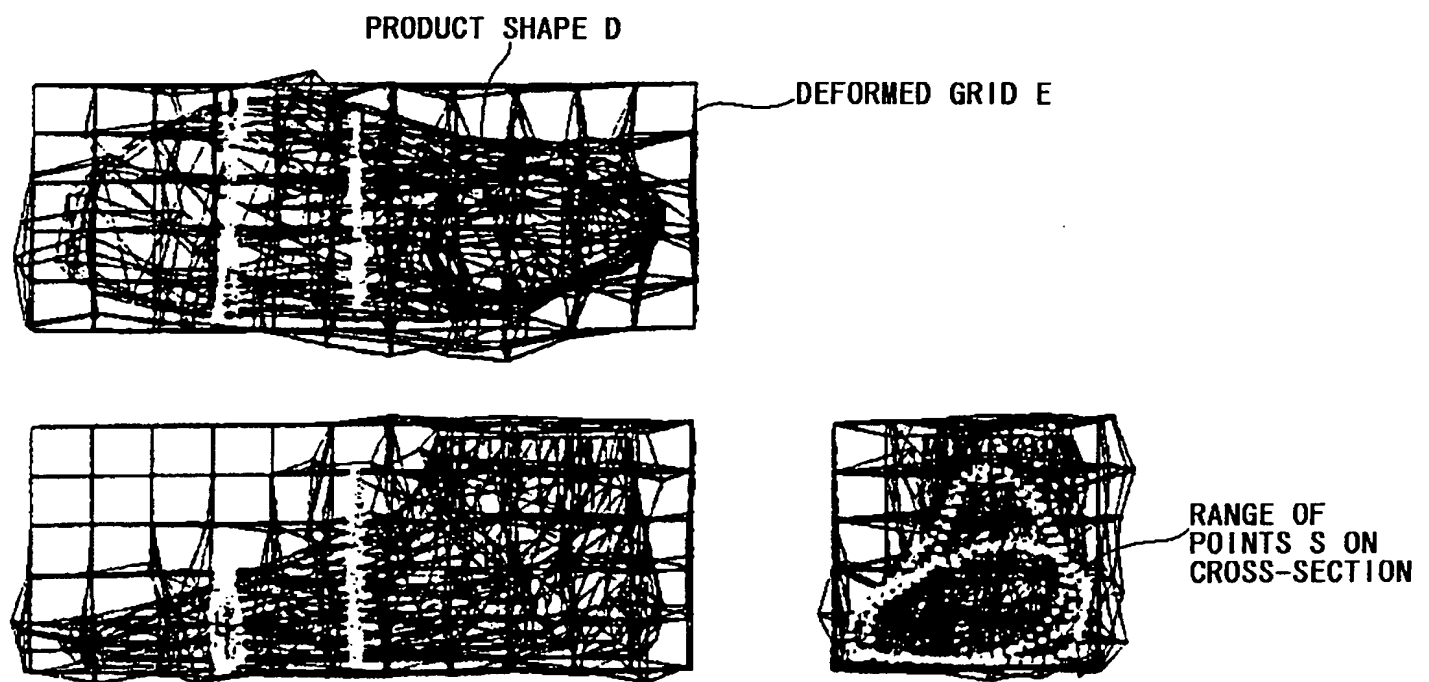 PRODUCT SHAPE D
DEFORMED GRID E
RANGE OF
POINTS S ON
CROSS-SECTION